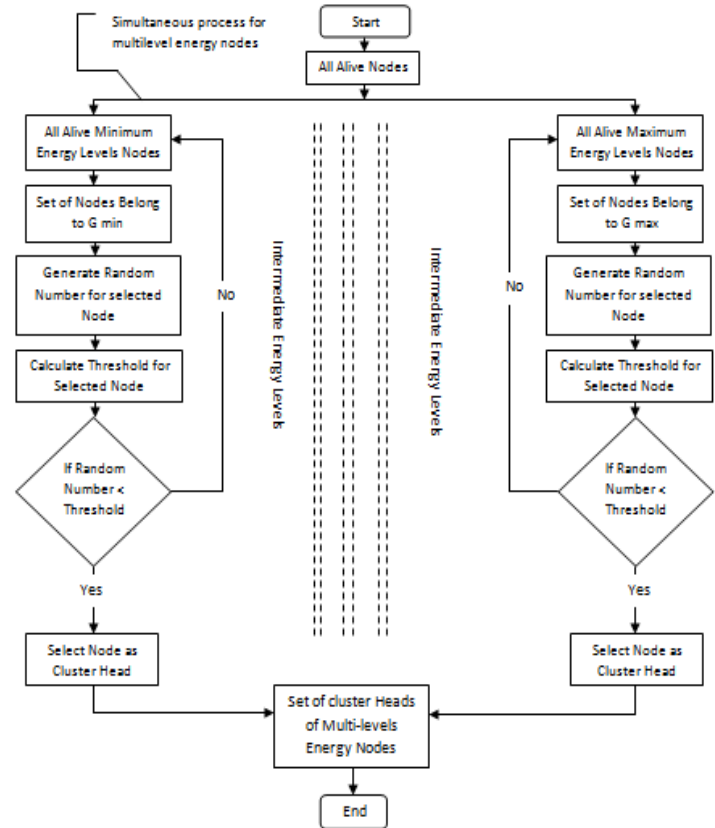 Simultaneous process for
multilevel energy nodes
Start
All Alive Nodes
All Alive Minimum
Energy Levels Nodes
Set of Nodes Belong
to G min
Generate Random
Number for selected
Node
Calculate Threshold for
Selected Node
If Random
Number <
Threshold
No
Yes
Select Node as
Cluster Head
Intermediate Energy Levels
Intermediate Energy Levels
All Alive Maximum
Energy Levels Nodes
Set of Nodes Belong
to G max
Generate Random
Number for selected
Node
Calculate Threshold for
Selected Node
If Random
Number <
Threshold
No
Yes
Select Node as
Cluster Head
Set of cluster Heads
of Multi-levels
Energy Nodes
End